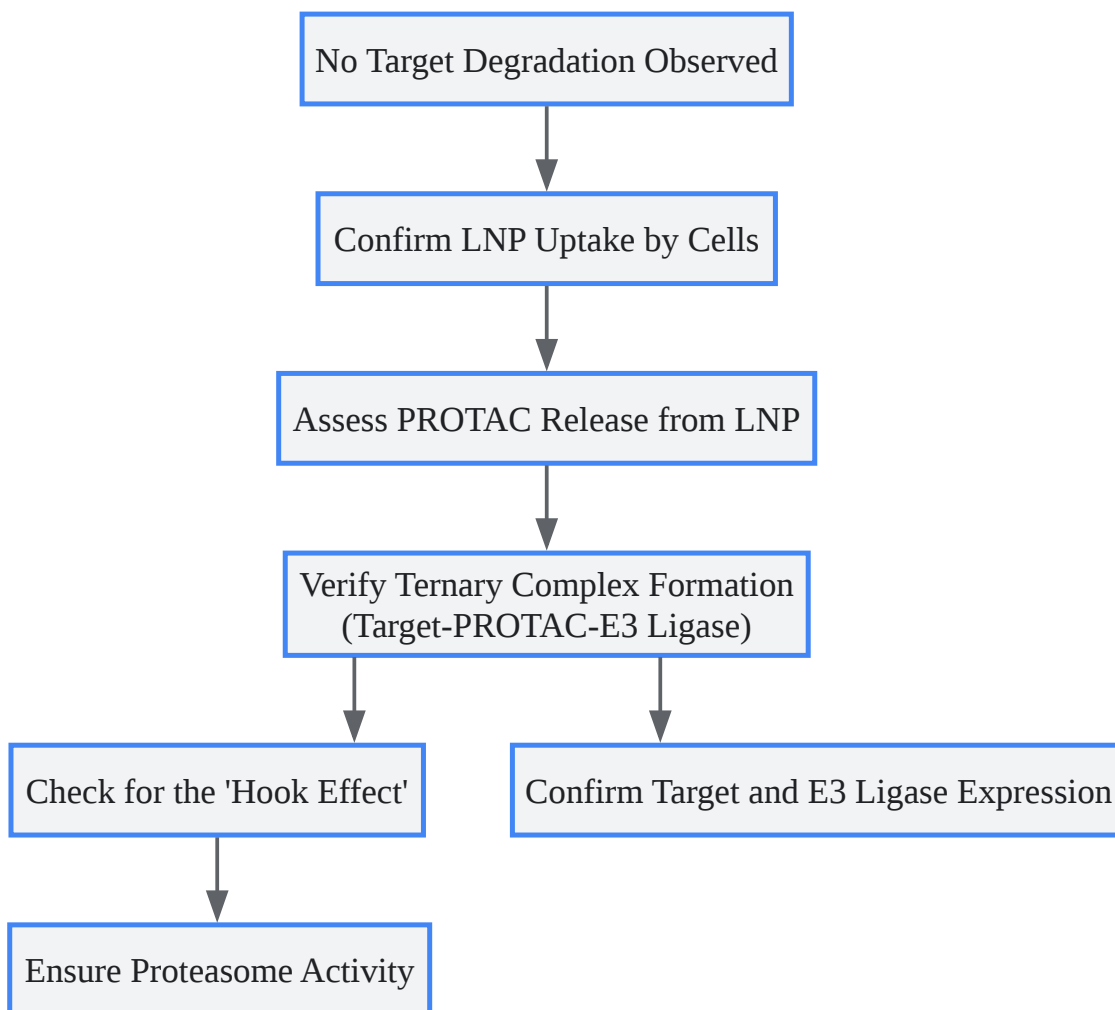 No Target Degradation Observed
Confirm LNP Uptake by Cells
Assess PROTAC Release from LNP
Verify Ternary Complex Formation
(Target-PROTAC-E3 Ligase)
Check for the 'Hook Effect'
Confirm Target and E3 Ligase Expression
Ensure Proteasome Activity